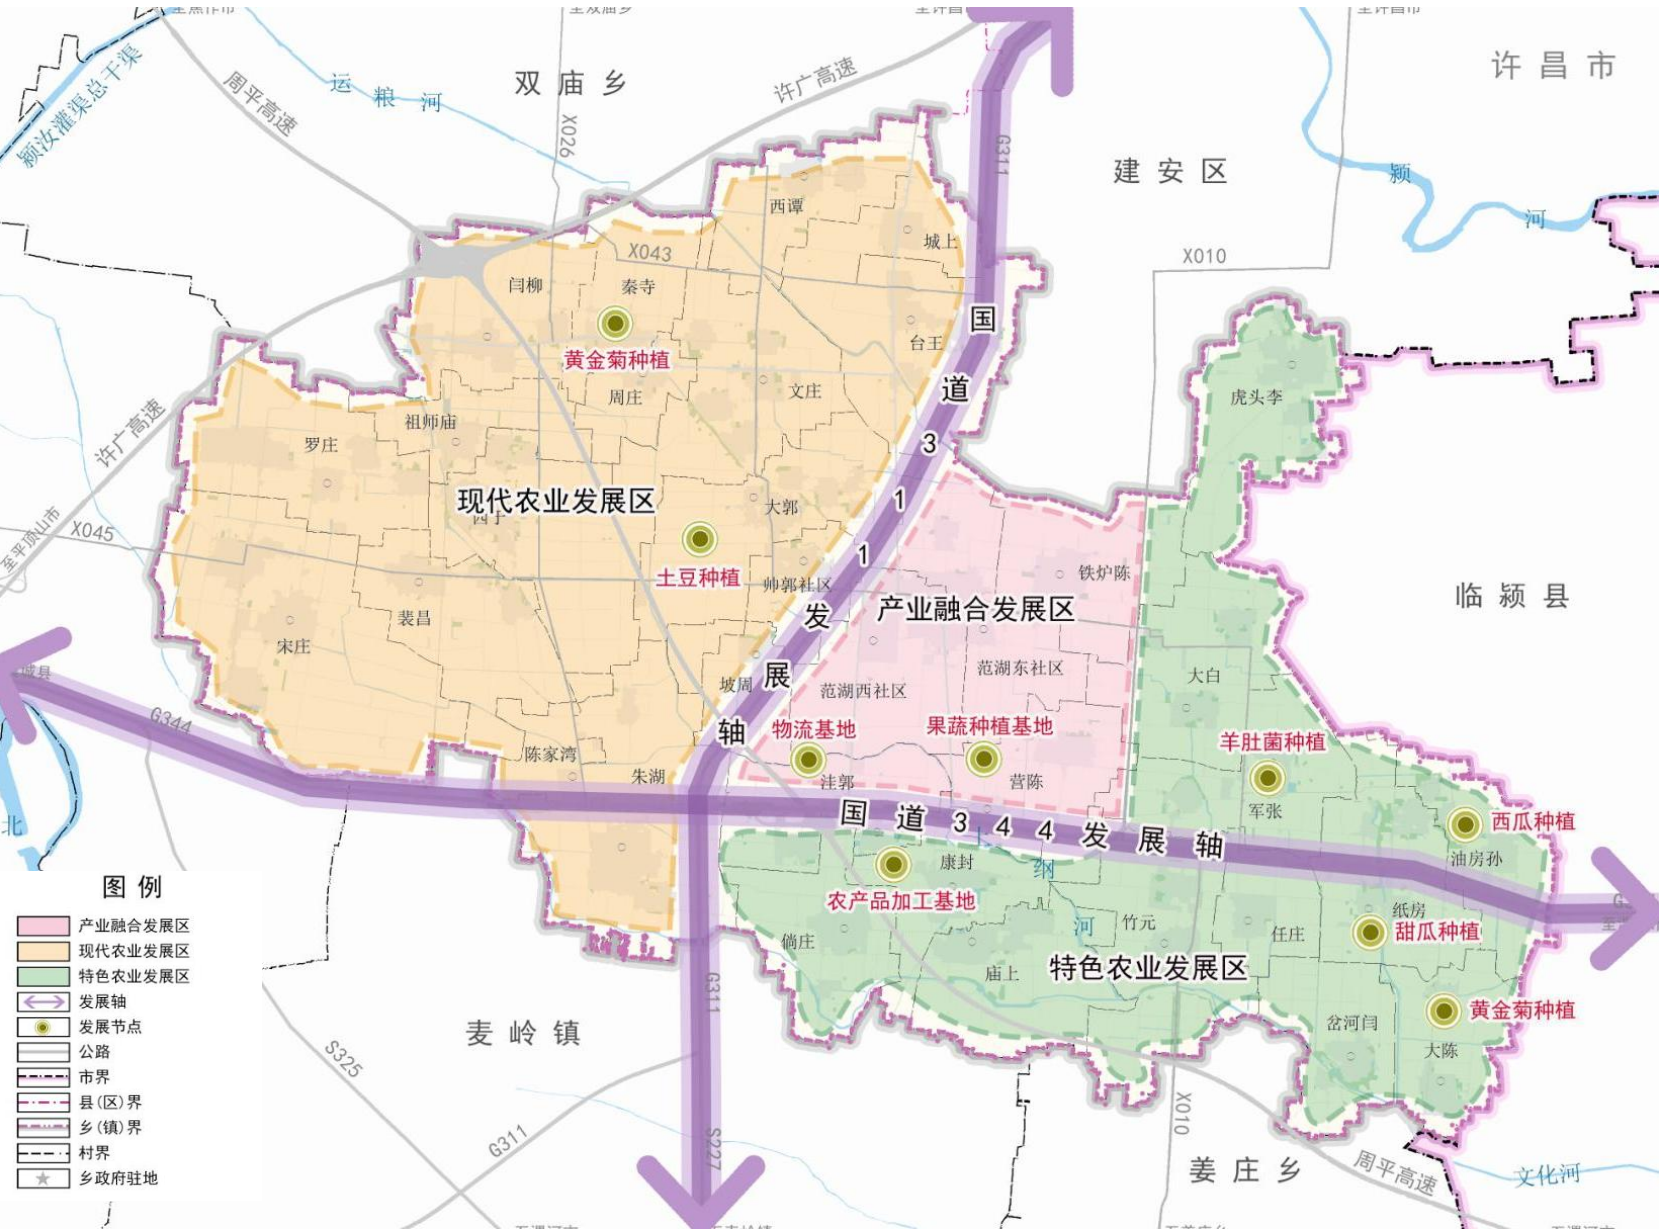 双庙乡
许昌市
周平高速
运粮河
许广高速
颍汝灌渠总干渠
X026
G311
建安区
颍
河
西谭
城上
X043
X010
闫柳
秦寺
国
道
3
1
1
发
展
轴
黄金菊种植
台王
周庄
文庄
虎头李
祖师庙
罗庄
许广高速
现代农业发展区
大郭
X045
至平顶山市
土豆种植
帅郭社区
铁炉陈
产业融合发展区
临颍县
裴昌
宋庄
范湖东社区
范湖西社区
坡周
大白
G344
物流基地
果蔬种植基地
羊肚菌种植
陈家湾
朱湖
洼郭
营陈
军张
国道344发展轴
西瓜种植
油房孙
北
康封
纲
农产品加工基地
纸房
甜瓜种植
河
竹元
任庄
倘庄
庙上
特色农业发展区
G311
黄金菊种植
岔河闫
大陈
麦岭镇
S325
G311
S227
X010
姜庄乡
周平高速
文化河
图例
产业融合发展区
现代农业发展区
特色农业发展区
发展轴
发展节点
公路
市界
县(区)界
乡(镇)界
村界
乡政府驻地